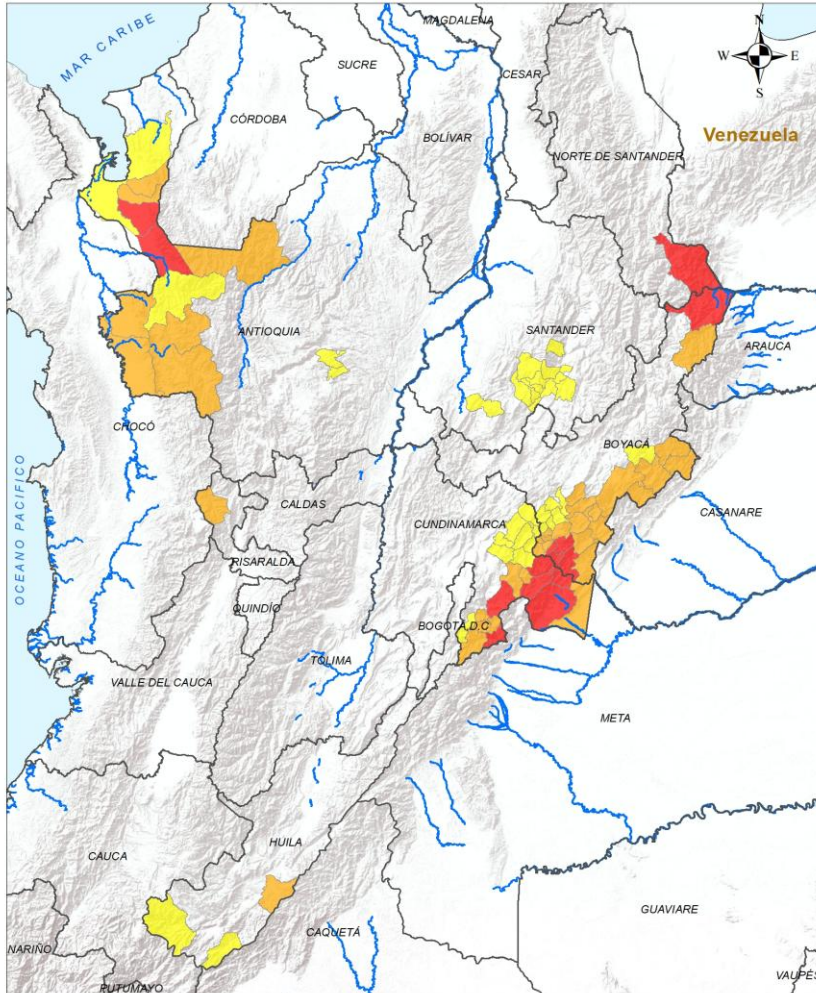 MAGDALENA
N
MAR CARIBE
SUCRE
W
E
CESAR
S
CÓRDOBA
BOLÍVAR
Venezuela
NORTE DE SANTANDER
ANTIOQUIA
SANTANDER
ARAUCA
CHOCÓ
BOYACÁ
OCEANO PACIFICO
CALDAS
CUNDINAMARCA
CASANARE
RISARALDA
QUINDÍO
BOGOTÁ, D.C.
TOLIMA
VALLE DEL CAUCA
META
HUILA
CAUCA
GUAVIARE
CAQUETÁ
NARIÑO
PUTUMAYO
VAUPÉS